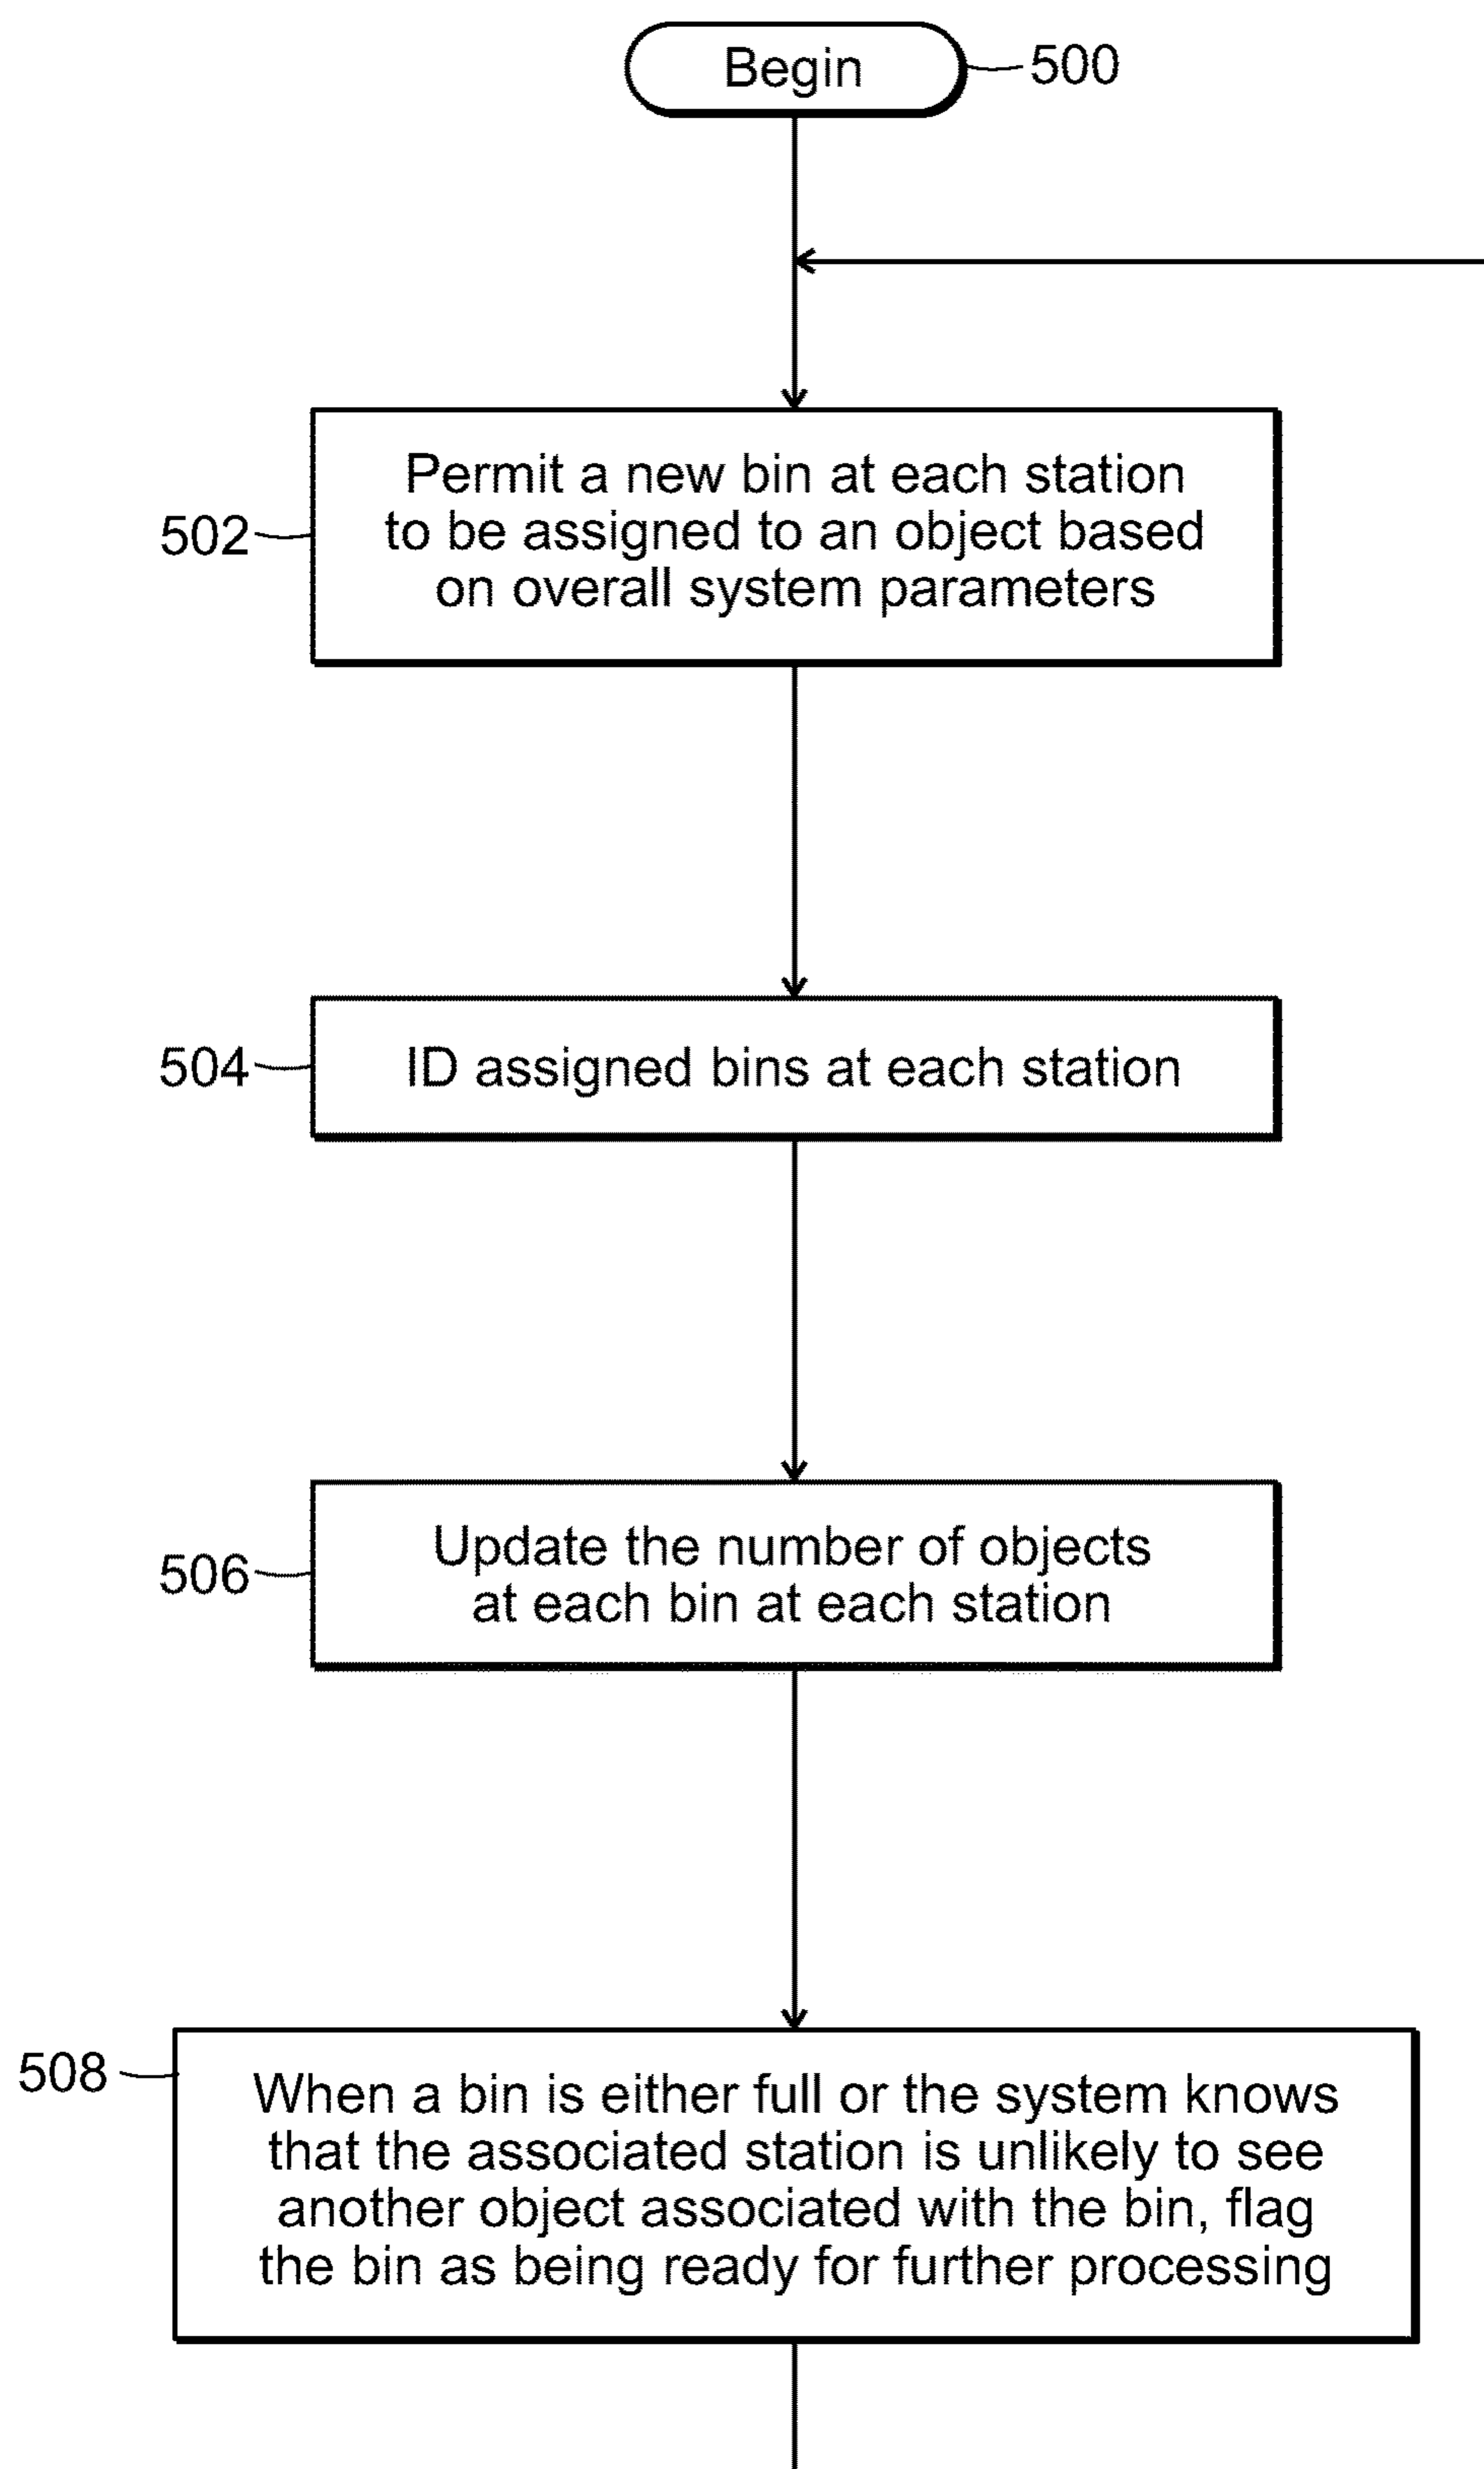 Begin
500
Permit a new bin at each station
to be assigned to an object based
on overall system parameters
502
ID assigned bins at each station
504
Update the number of objects
at each bin at each station
506
508
When a bin is either full or the system knows
that the associated station is unlikely to see
another object associated with the bin, flag
the bin as being ready for further processing